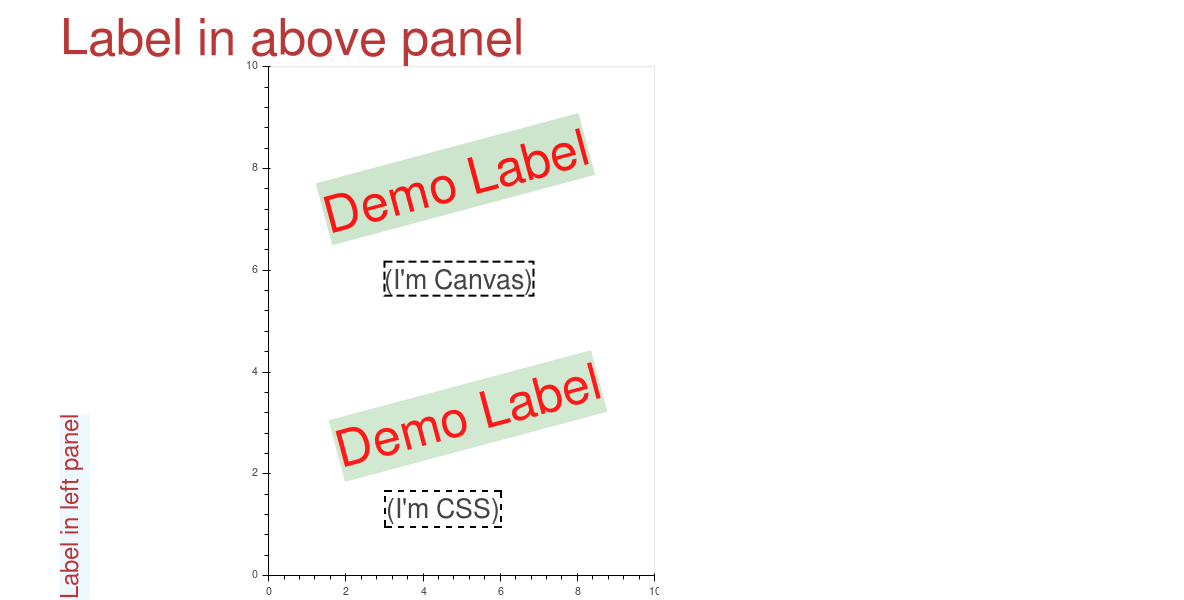 Label in above panel
10
Demo Label
8
(I'm Canvas)
6
Demo Label
4
(I'm CSS)
2
Label in left panel
0
0 2 4 6 8 10